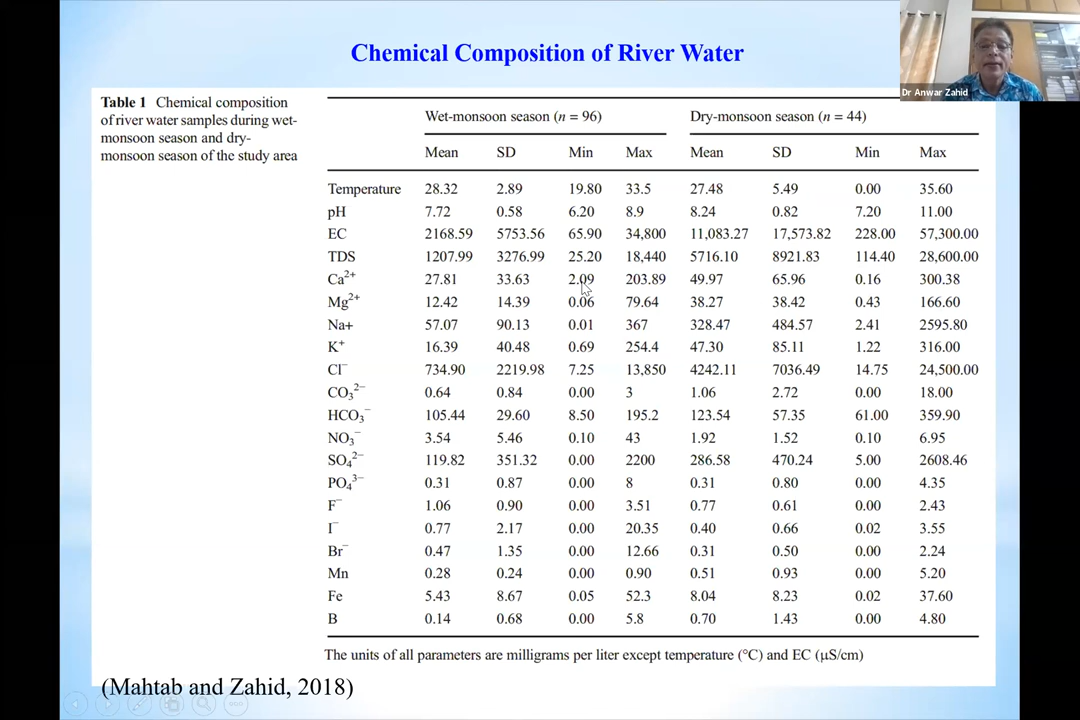 Chemical Composition of River Water
Dr Anwar Zahid
Table 1 Chemical composition
of river water samples during wet-
monsoon season and dry-
monsoon season of the study area
Wet-monsoon season (n = 96) Dry-monsoon season (n = 44)
Mean SD Min Max Mean SD Min Max
Temperature 28.32 2.89 19.80 33.5 27.48 5.49 0.00 35.60
pH 7.72 0.58 6.20 8.9 8.24 0.82 7.20 11.00
EC 2168.59 5753.56 65.90 34,800 11,083.27 17,573.82 228.00 57,300.00
TDS 1207.99 3276.99 25.20 18,440 5716.10 8921.83 114.40 28,600.00
Ca²⁺ 27.81 33.63 2.09 203.89 49.97 65.96 0.16 300.38
Mg²⁺ 12.42 14.39 0.06 79.64 38.27 38.42 0.43 166.60
Na+ 57.07 90.13 0.01 367 328.47 484.57 2.41 2595.80
K⁺ 16.39 40.48 0.69 254.4 47.30 85.11 1.22 316.00
Cl⁻ 734.90 2219.98 7.25 13,850 4242.11 7036.49 14.75 24,500.00
CO₃²⁻ 0.64 0.84 0.00 3 1.06 2.72 0.00 18.00
HCO₃⁻ 105.44 29.60 8.50 195.2 123.54 57.35 61.00 359.90
NO₃⁻ 3.54 5.46 0.10 43 1.92 1.52 0.10 6.95
SO₄²⁻ 119.82 351.32 0.00 2200 286.58 470.24 5.00 2608.46
PO₄³⁻ 0.31 0.87 0.00 8 0.31 0.80 0.00 4.35
F⁻ 1.06 0.90 0.00 3.51 0.77 0.61 0.00 2.43
I⁻ 0.77 2.17 0.00 20.35 0.40 0.66 0.02 3.55
Br⁻ 0.47 1.35 0.00 12.66 0.31 0.50 0.00 2.24
Mn 0.28 0.24 0.00 0.90 0.51 0.93 0.00 5.20
Fe 5.43 8.67 0.05 52.3 8.04 8.23 0.02 37.60
B 0.14 0.68 0.00 5.8 0.70 1.43 0.00 4.80
The units of all parameters are milligrams per liter except temperature (°C) and EC (μS/cm)
(Mahtab and Zahid, 2018)